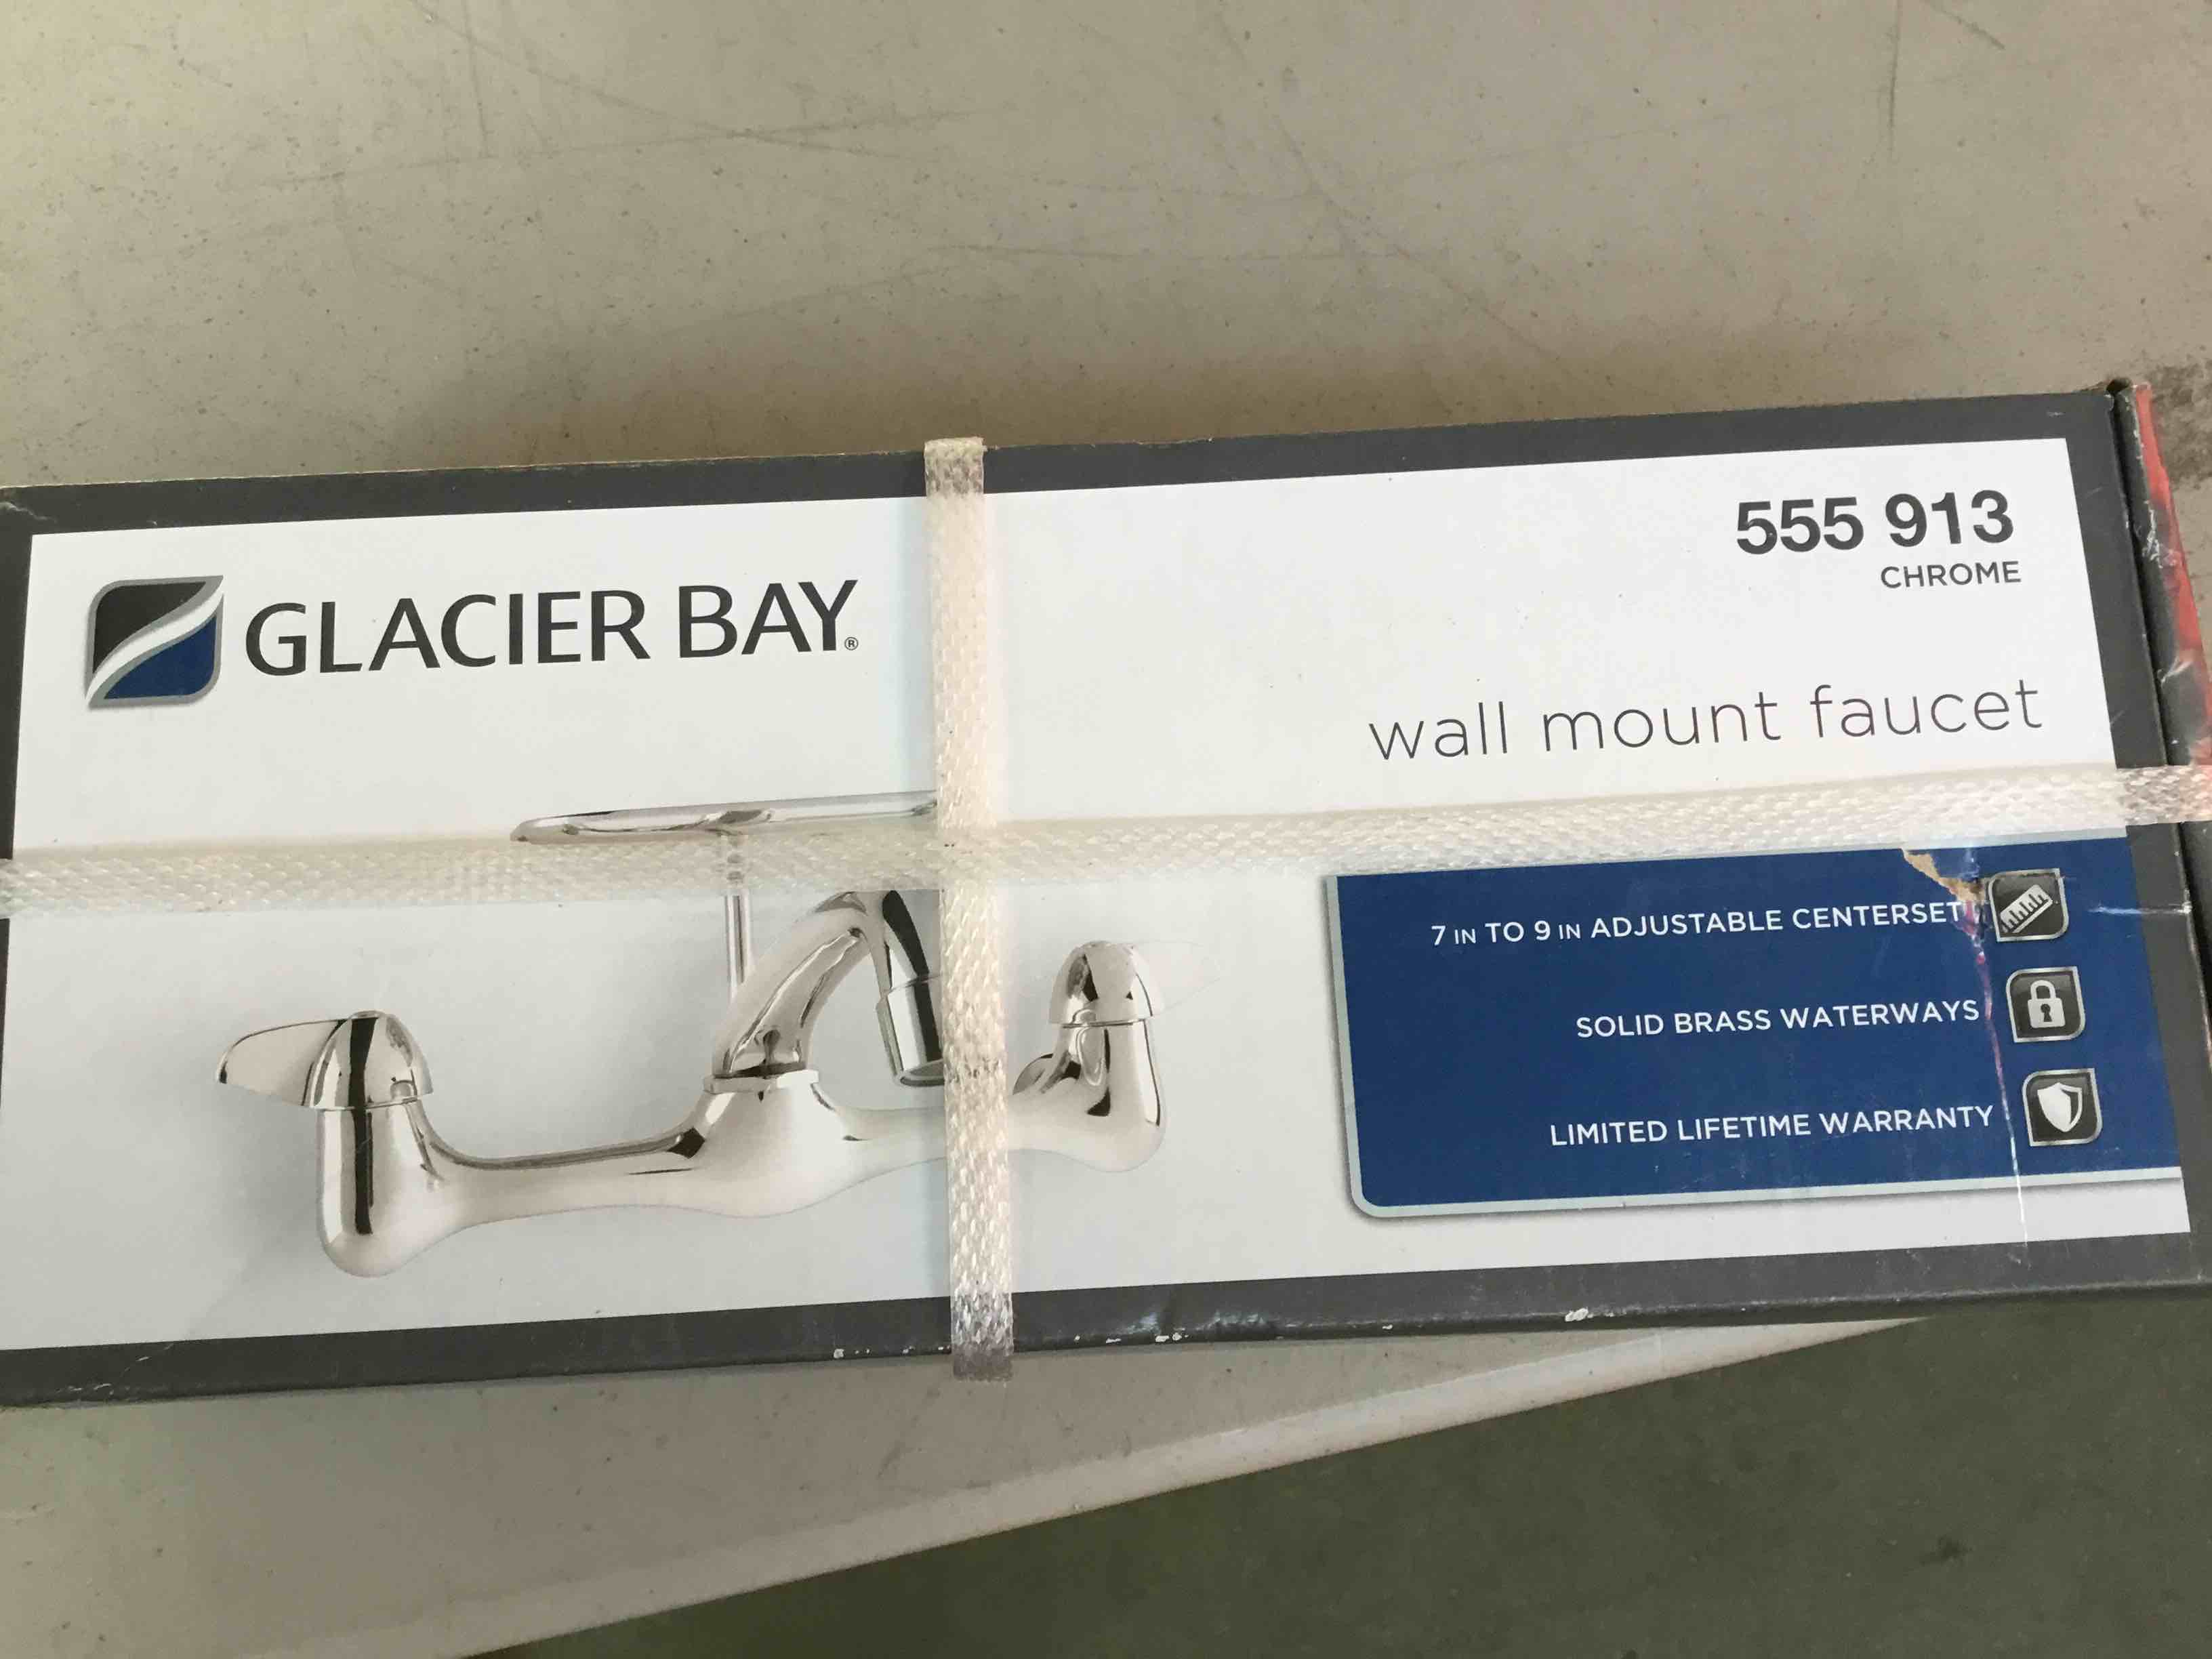 GLACIER BAY®
555 913
CHROME
wall mount faucet
7 IN TO 9 IN ADJUSTABLE CENTERSET
SOLID BRASS WATERWAYS
LIMITED LIFETIME WARRANTY